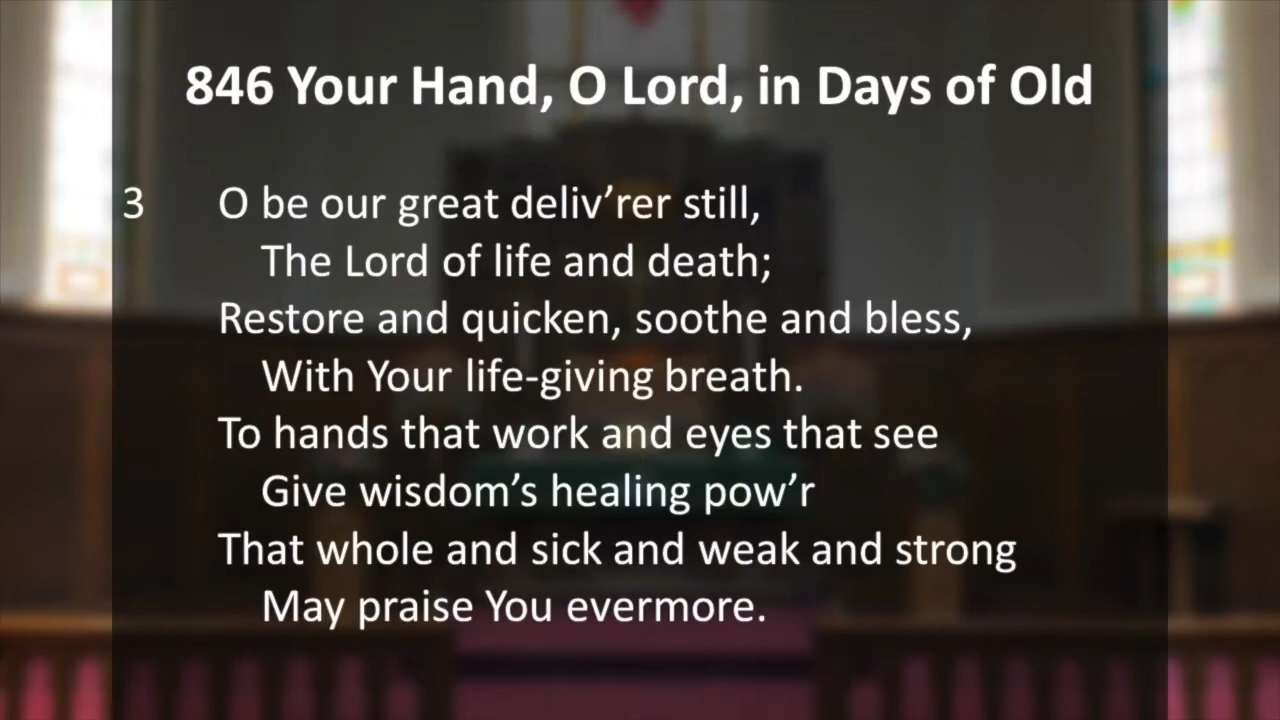 846 Your Hand, O Lord, in Days of Old
3 O be our great deliv’rer still,
The Lord of life and death;
Restore and quicken, soothe and bless,
With Your life-giving breath.
To hands that work and eyes that see
Give wisdom’s healing pow’r
That whole and sick and weak and strong
May praise You evermore.